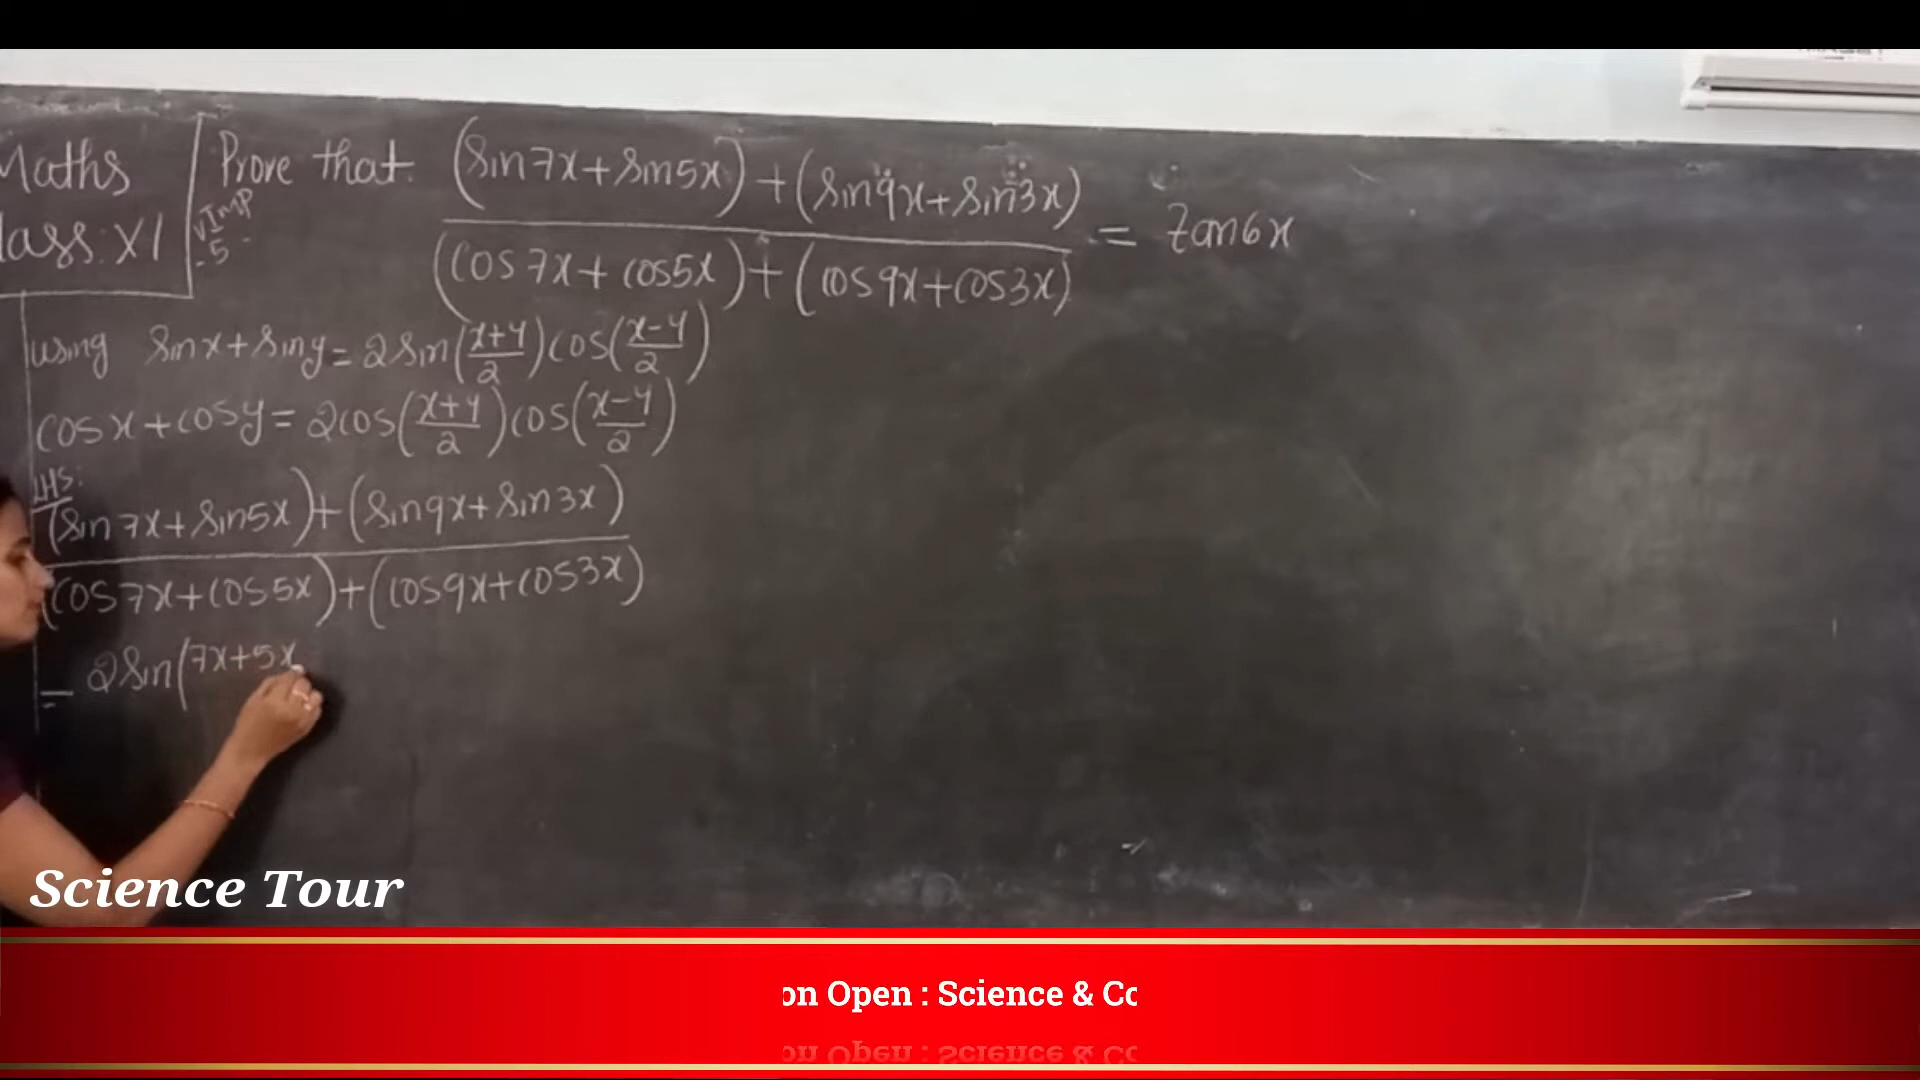 Maths
Class: XI
V Imp
-5-
Prove that (Sin7x+Sin5x)+(Sin9x+Sin3x)
(Cos7x+cos5x)+(cos9x+cos3x)
= tan6x
using Sinx+Siny=2Sin(x+y/2)cos(x-y/2)
cosx+cosy=2cos(x+y/2)cos(x-y/2)
LHS:
(Sin7x+Sin5x)+(Sin9x+Sin3x)
(cos7x+cos5x)+(cos9x+cos3x)
= 2Sin(7x+5x
Science Tour
on Open : Science & Co